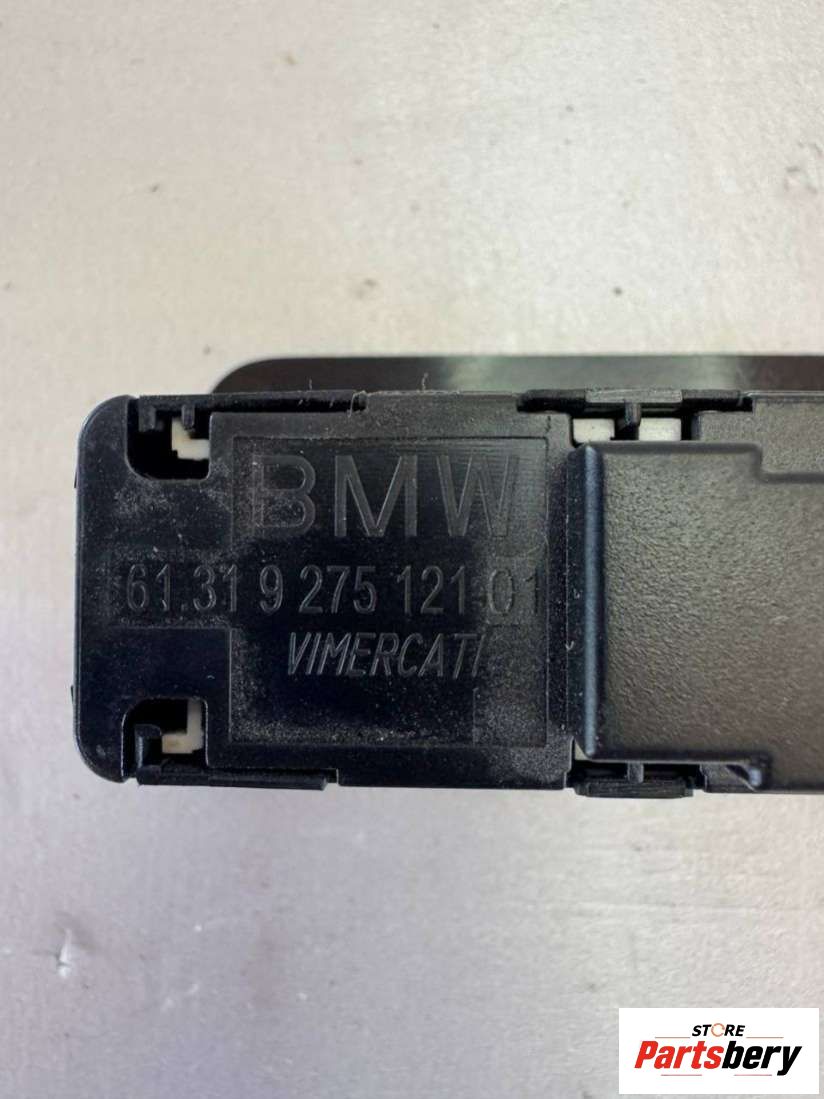 BMW
61.31 9 275 121 01
VIMERCATI
STORE
Partsbery